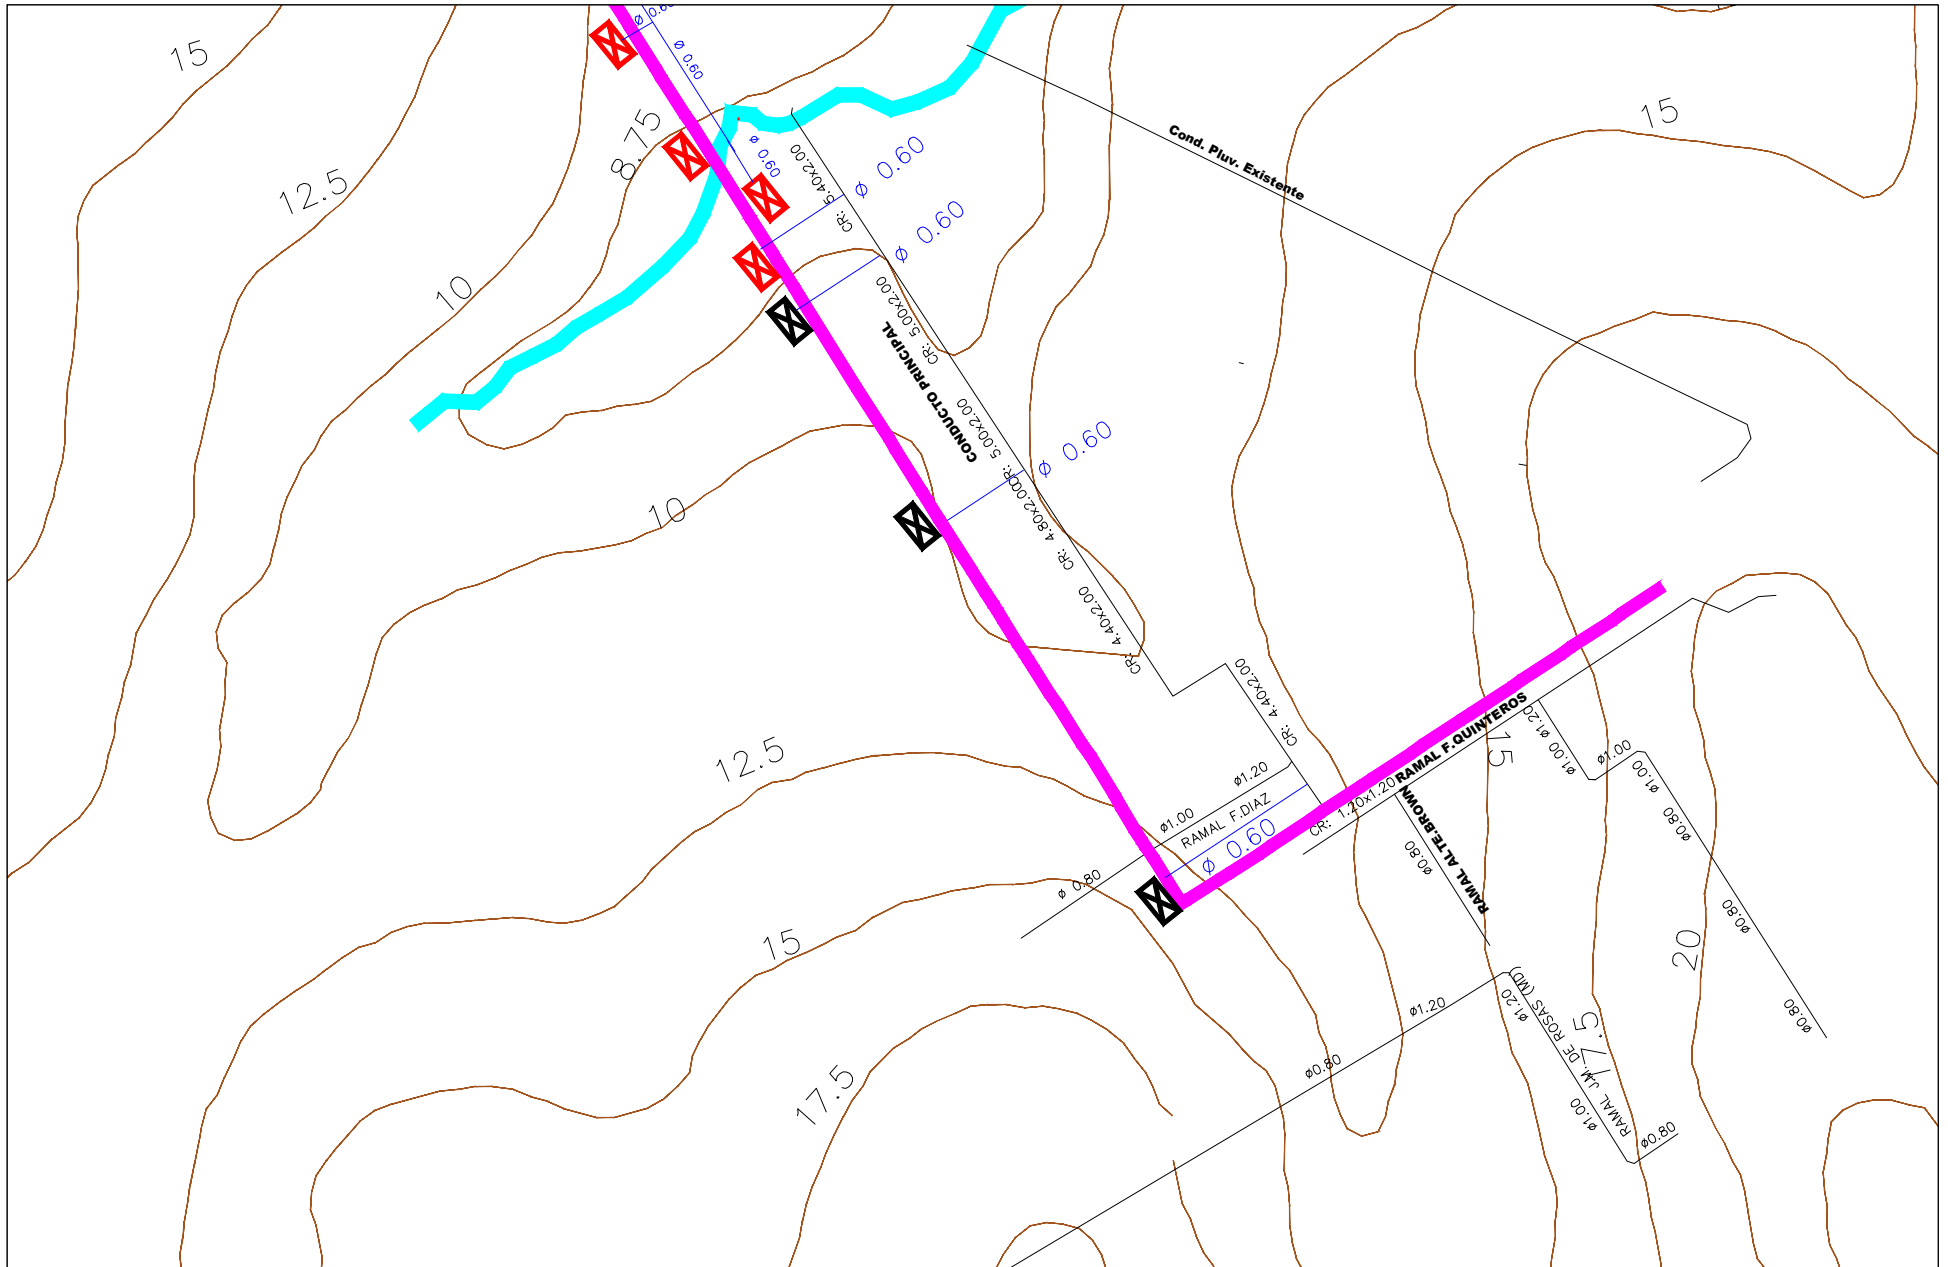 15
ø 0.60
ø 0.60
15
8.75
ø 0.60
CR: 5.40x2.00
ø 0.60
Cond. Pluv. Existente
12.5
ø 0.60
10
CR: 5.00x2.00
CONDUCTO PRINCIPAL
CR: 5.00x2.00
ø 0.60
10
CR: 4.80x2.00
CR: 4.40x2.00
CR: 4.40x2.00
12.5
ø1.20
ø1.00
RAMAL F.DIAZ
ø 0.60
CR: 1.20x1.20
RAMAL F.QUINTEROS
15
ø1.20
ø1.00
ø1.00
ø1.00
ø0.80
ø0.80
ø0.80
RAMAL ALTE.BROWN
ø0.80
ø 0.80
15
20
ø1.20
ø1.20
RAMAL J.M. DE ROSAS (MD)
17.5
ø0.80
17.5
ø1.00
ø0.80